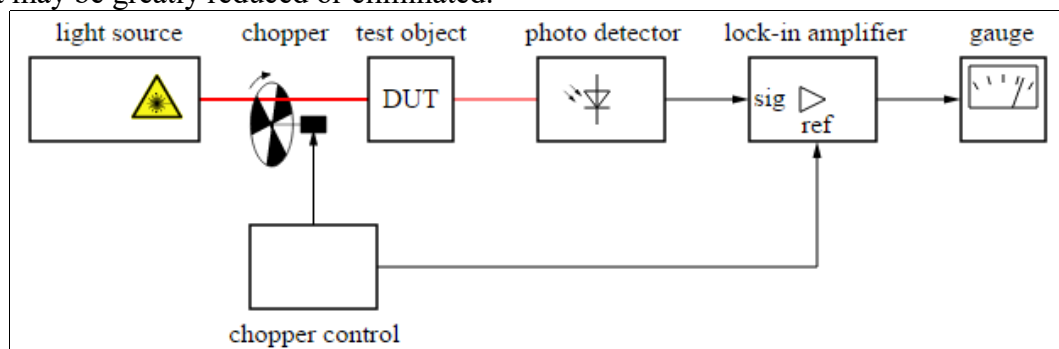 it may be greatly reduced or eliminated.
light source chopper test object photo detector lock-in amplifier gauge
DUT
sig
ref
chopper control